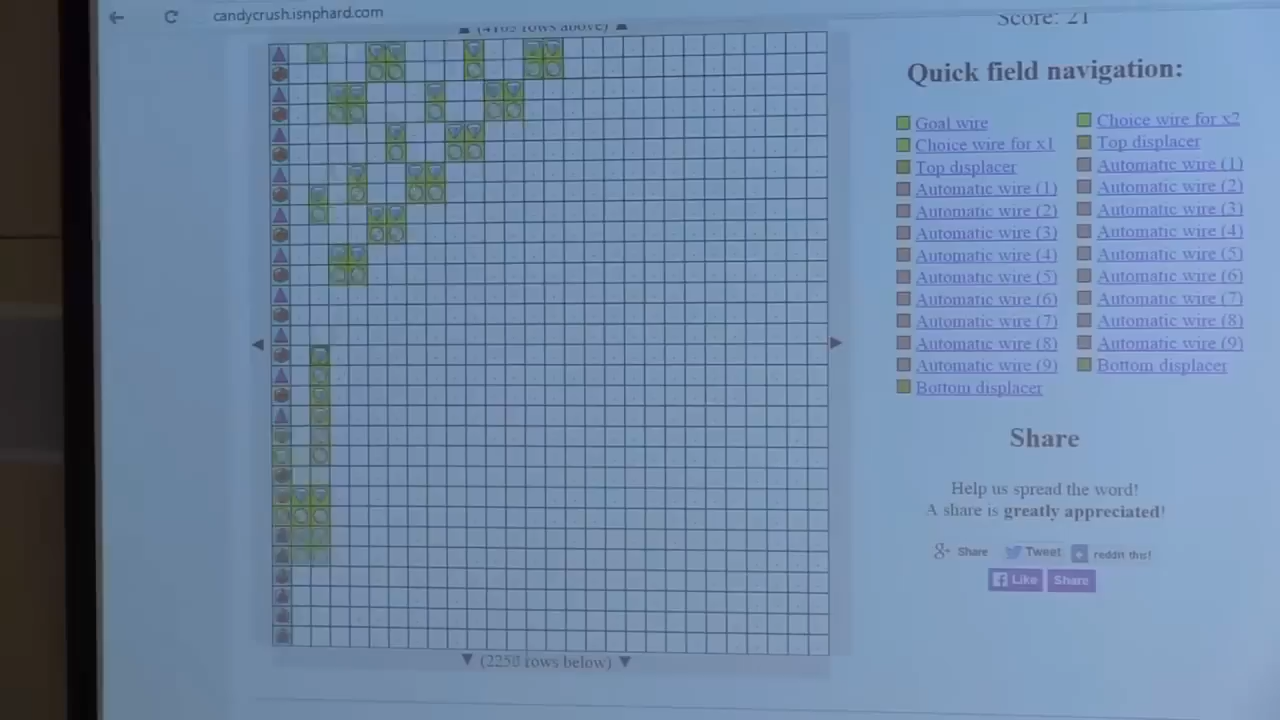 candycrush.isnphard.com
rows above)
Score: 21
Quick field navigation:
Goal wire
Choice wire for x1
Top displacer
Automatic wire (1)
Automatic wire (2)
Automatic wire (3)
Automatic wire (4)
Automatic wire (5)
Automatic wire (6)
Automatic wire (7)
Automatic wire (8)
Automatic wire (9)
Bottom displacer
Choice wire for x2
Top displacer
Automatic wire (1)
Automatic wire (2)
Automatic wire (3)
Automatic wire (4)
Automatic wire (5)
Automatic wire (6)
Automatic wire (7)
Automatic wire (8)
Automatic wire (9)
Bottom displacer
Share
Help us spread the word!
A share is greatly appreciated!
g+ Share Tweet reddit this!
f Like Share
rows below)